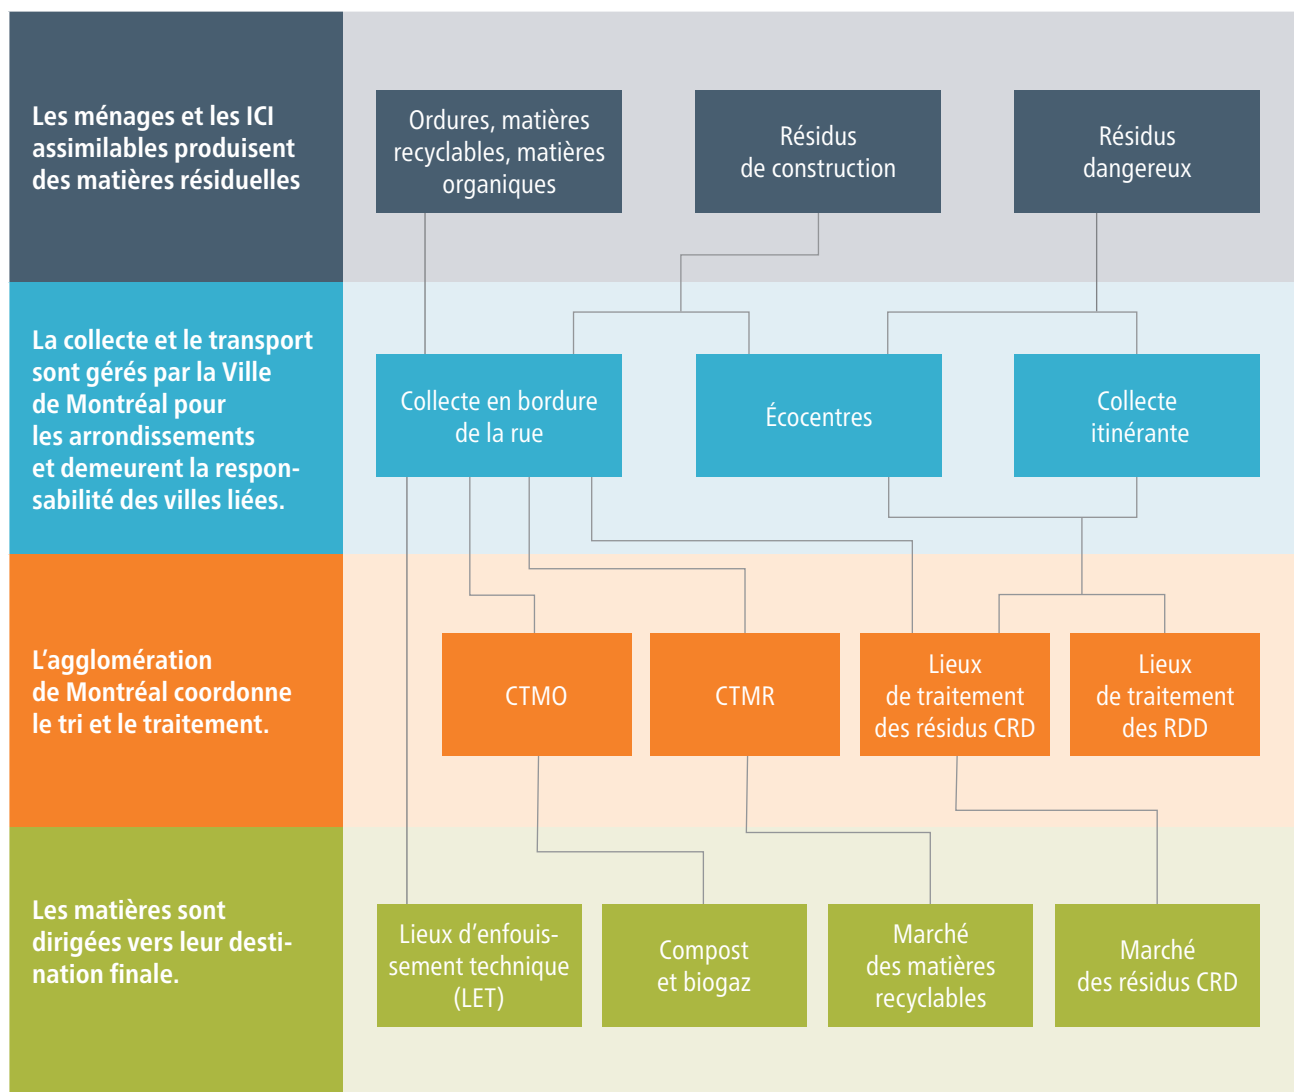 Les ménages et les ICI
assimilables produisent
des matières résiduelles
Ordures, matières
recyclables, matières
organiques
Résidus
de construction
Résidus
dangereux
La collecte et le transport
sont gérés par la Ville
de Montréal pour
les arrondissements
et demeurent la respon-
sabilité des villes liées.
Collecte en bordure
de la rue
Écocentres
Collecte
itinérante
L'agglomération
de Montréal coordonne
le tri et le traitement.
CTMO
CTMR
Lieux
de traitement
des résidus CRD
Lieux
de traitement
des RDD
Les matières sont
dirigées vers leur desti-
nation finale.
Lieux d'enfouis-
sement technique
(LET)
Compost
et biogaz
Marché
des matières
recyclables
Marché
des résidus CRD